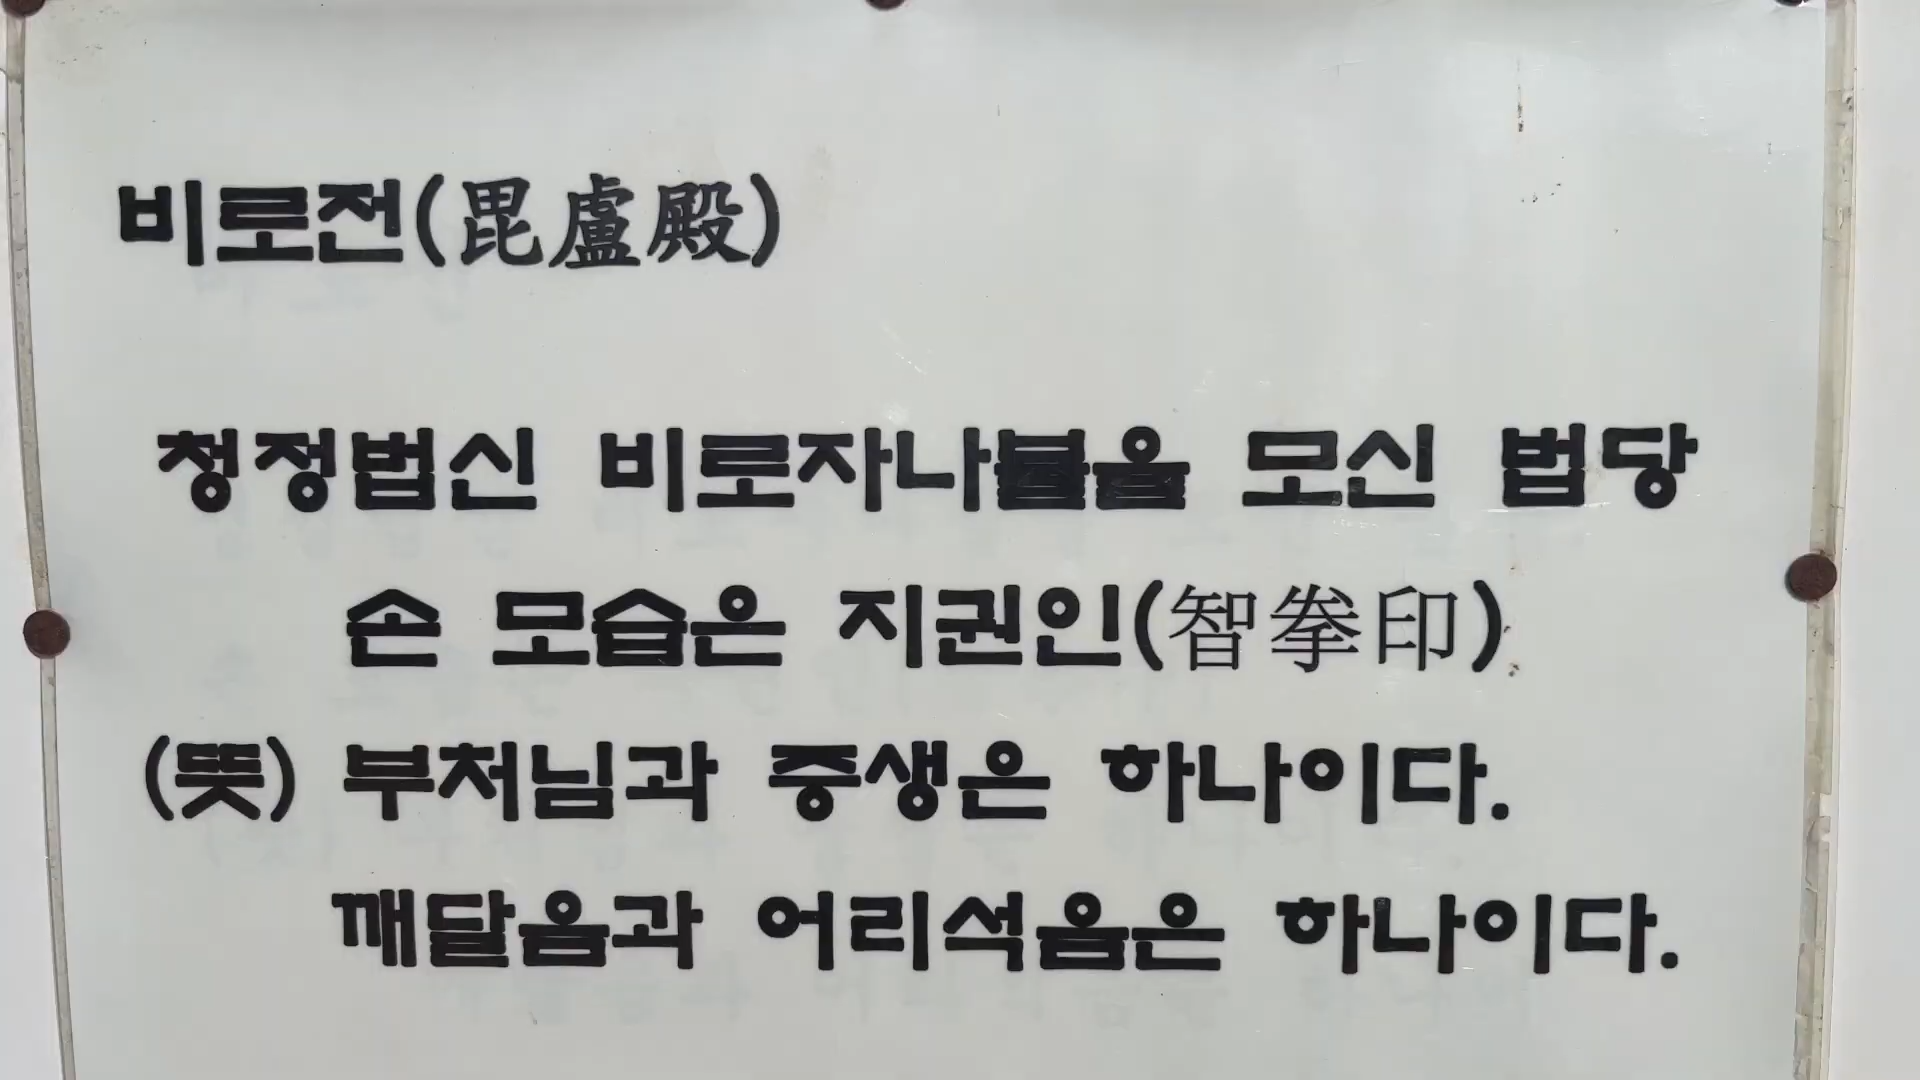 비로전(毘盧殿)
청정법신 비로자나불을 모신 법당
손 모습은 지권인(智拳印)
(뜻) 부처님과 중생은 하나이다.
깨달음과 어리석음은 하나이다.